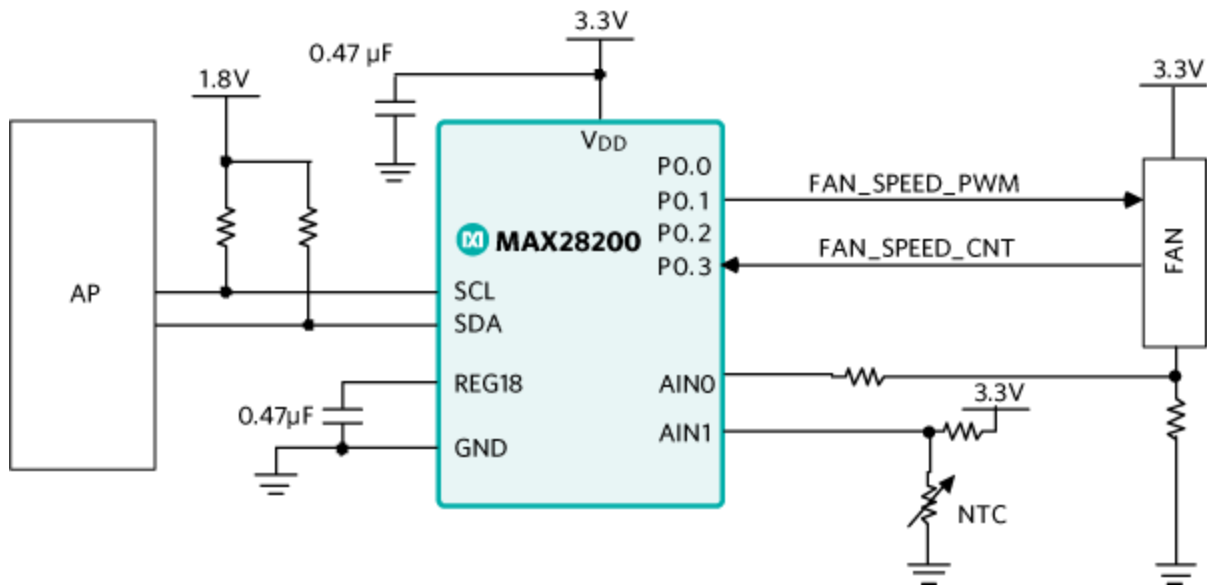 3.3V
0.47 µF
1.8V
3.3V
VDD
P0.0
P0.1
FAN_SPEED_PWM
MAX28200
P0.2
FAN_SPEED_CNT
P0.3
FAN
AP
SCL
SDA
REG18
AIN0
3.3V
0.47µF
AIN1
GND
NTC